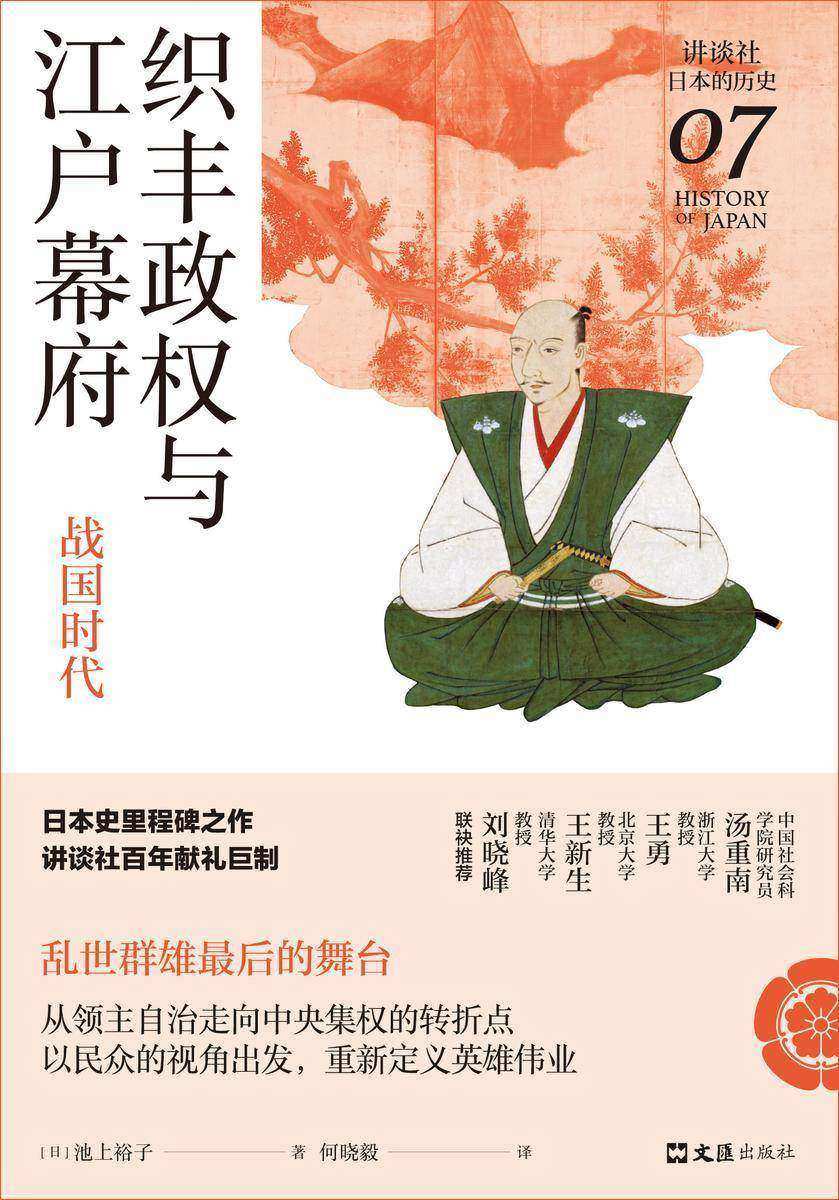 织丰政权与
江户幕府
战国时代
讲谈社
日本的历史
07
HISTORY
OF JAPAN
日本史里程碑之作
讲谈社百年献礼巨制
中国社会科
学院研究员
汤重南
浙江大学
教授
王勇
北京大学
教授
王新生
清华大学
教授
刘晓峰
联袂推荐
乱世群雄最后的舞台
从领主自治走向中央集权的转折点
以民众的视角出发，重新定义英雄伟业
[日]池上裕子 著 何晓毅 译
文匯出版社